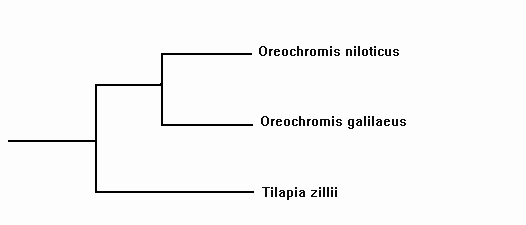 Oreochromis niloticus
Oreochromis galilaeus
Tilapia zillii